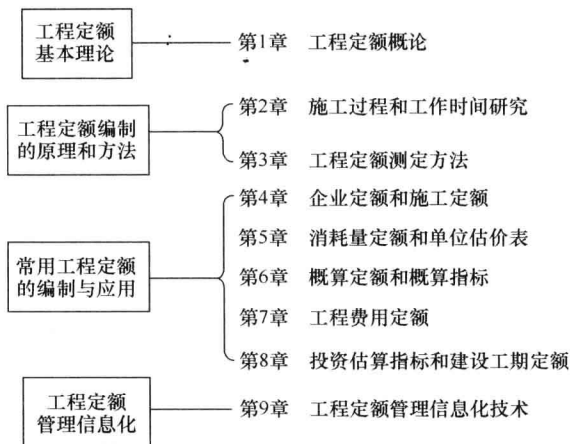 工程定额
基本理论
第1章 工程定额概论
工程定额编制
的原理和方法
第2章 施工过程和工作时间研究
第3章 工程定额测定方法
常用工程定额
的编制与应用
第4章 企业定额和施工定额
第5章 消耗量定额和单位估价表
第6章 概算定额和概算指标
第7章 工程费用定额
第8章 投资估算指标和建设工期定额
工程定额
管理信息化
第9章 工程定额管理信息化技术